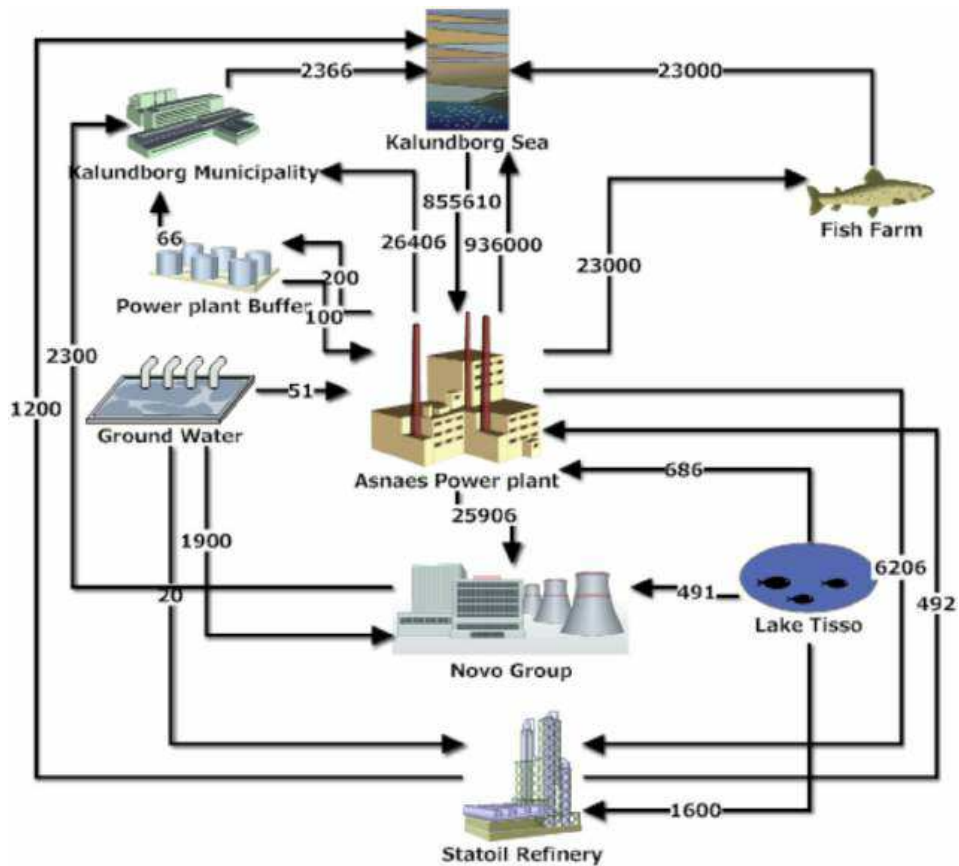 2366
23000
Kalundborg Sea
Kalundborg Municipality
855610
66
26406
936000
Fish Farm
200
23000
Power plant Buffer
100
2300
51
1200
Ground Water
686
Asnaes Power plant
25906
1900
6206
20
491
492
Lake Tisso
Novo Group
1600
Statoil Refinery